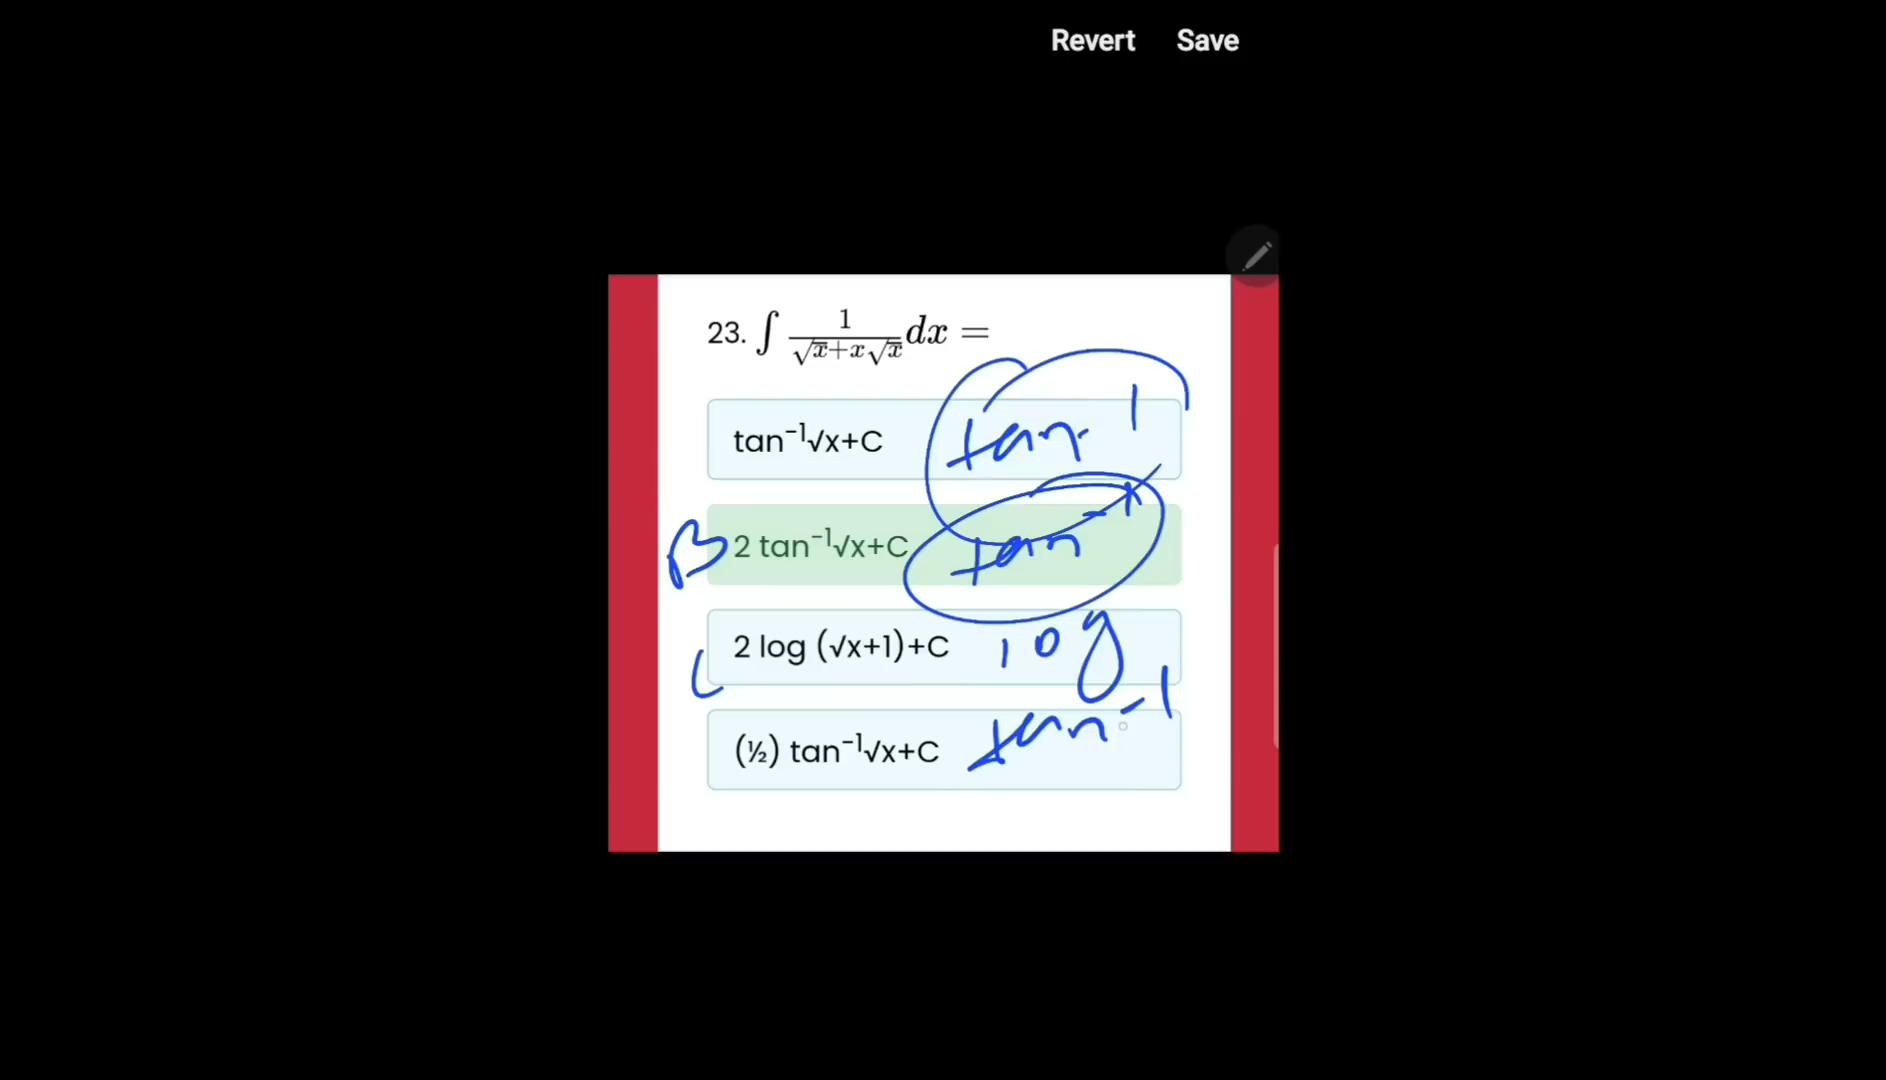 Revert Save
23. ∫ 1/(√x+x√x) dx =
tan⁻¹√x+C tan- 1
B 2 tan⁻¹√x+C tan⁻¹
2 log (√x+1)+C log
C
(½) tan⁻¹√x+C tan⁻¹